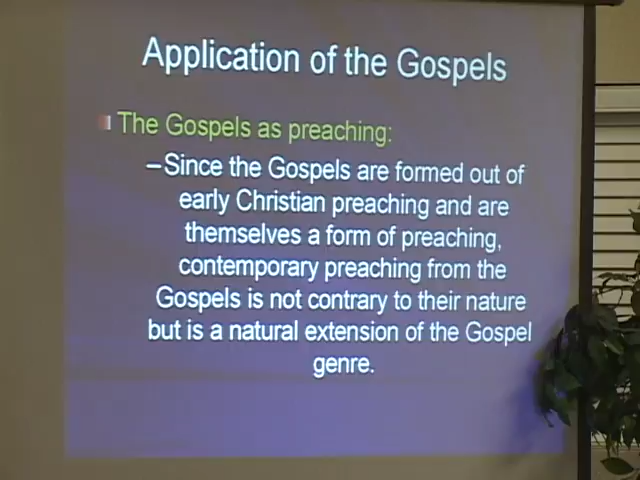 Application of the Gospels
The Gospels as preaching:
–Since the Gospels are formed out of
early Christian preaching and are
themselves a form of preaching,
contemporary preaching from the
Gospels is not contrary to their nature
but is a natural extension of the Gospel
genre.